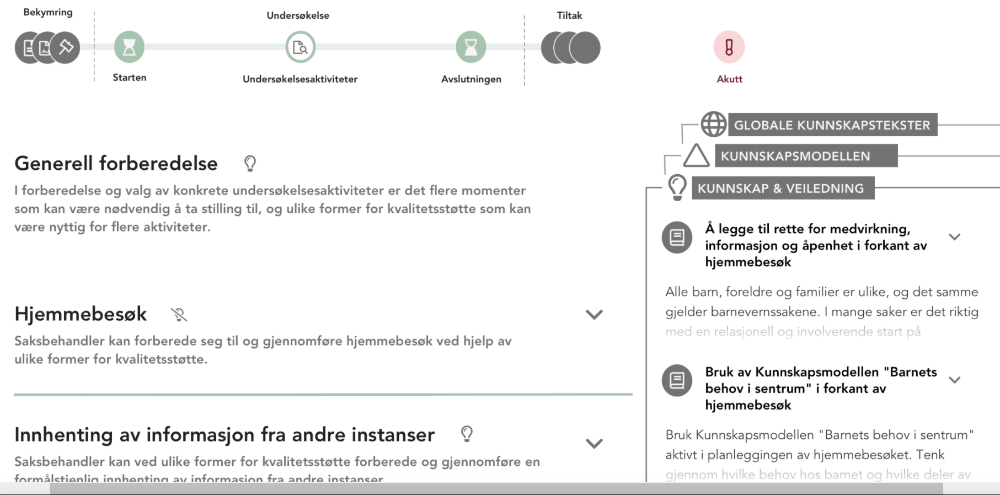 Bekymring
Undersøkelse
Tiltak
Starten
Undersøkelsesaktiviteter
Avslutningen
Akutt
Generell forberedelse
I forberedelse og valg av konkrete undersøkelsesaktiviteter er det flere momenter
som kan være nødvendig å ta stilling til, og ulike former for kvalitetsstøtte som kan
være nyttig for flere aktiviteter.
Hjemmebesøk
Saksbehandler kan forberede seg til og gjennomføre hjemmebesøk ved hjelp av
ulike former for kvalitetsstøtte.
Innhenting av informasjon fra andre instanser
Saksbehandler kan ved ulike former for kvalitetsstøtte forberede og gjennomføre en
formålstjenlig innhenting av informasjon fra andre instanser.
GLOBALE KUNNSKAPSTEKSTER
KUNNSKAPSMODELLEN
KUNNSKAP & VEILEDNING
Å legge til rette for medvirkning,
informasjon og åpenhet i forkant av
hjemmebesøk
Alle barn, foreldre og familier er ulike, og det samme
gjelder barnevernssakene. I mange saker er det riktig
med en relasjonell og involverende start på
Bruk av Kunnskapsmodellen "Barnets
behov i sentrum" i forkant av
hjemmebesøk
Bruk Kunnskapsmodellen "Barnets behov i sentrum"
aktivt i planleggingen av hjemmebesøket. Tenk
gjennom hvilke behov hos barnet og hvilke deler av